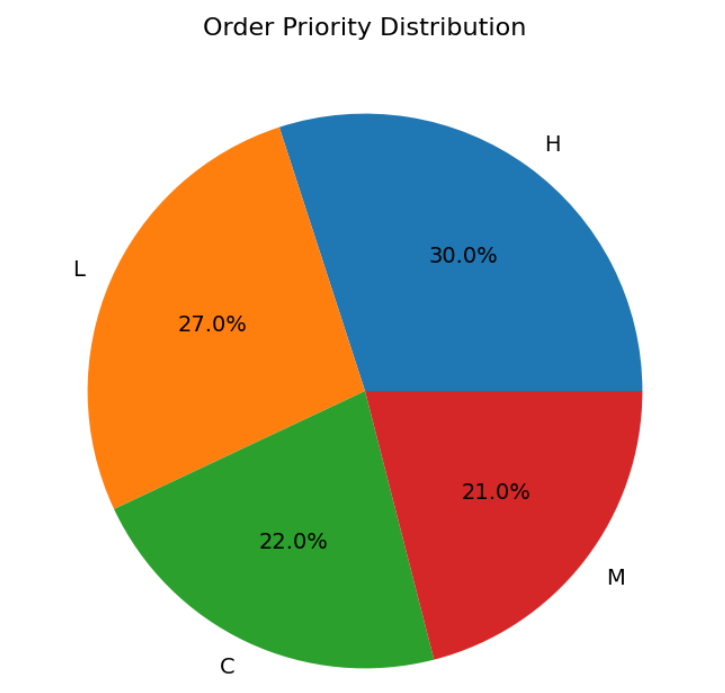 Order Priority Distribution
H
30.0%
L
27.0%
21.0%
22.0%
M
C